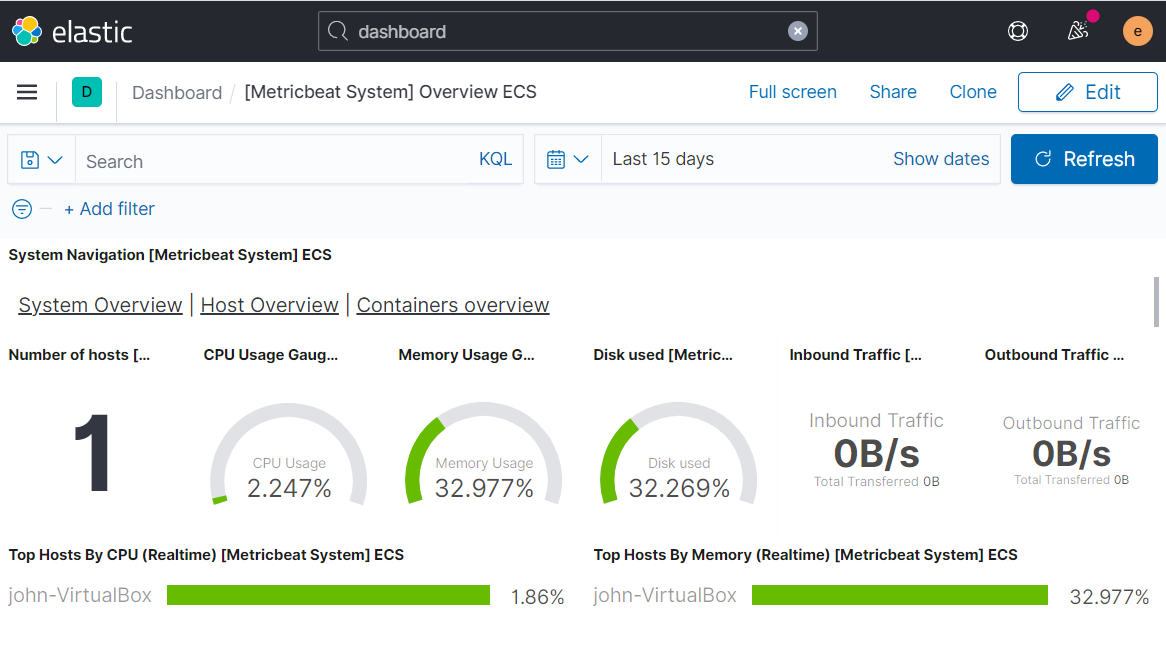 elastic dashboard e
D Dashboard / [Metricbeat System] Overview ECS Full screen Share Clone Edit
Search KQL Last 15 days Show dates Refresh
+ Add filter
System Navigation [Metricbeat System] ECS
System Overview | Host Overview | Containers overview
Number of hosts [... CPU Usage Gaug... Memory Usage G... Disk used [Metric... Inbound Traffic [... Outbound Traffic ...
1
CPU Usage
2.247%
Memory Usage
32.977%
Disk used
32.269%
Inbound Traffic
0B/s
Total Transferred 0B
Outbound Traffic
0B/s
Total Transferred 0B
Top Hosts By CPU (Realtime) [Metricbeat System] ECS
john-VirtualBox 1.86%
Top Hosts By Memory (Realtime) [Metricbeat System] ECS
john-VirtualBox 32.977%